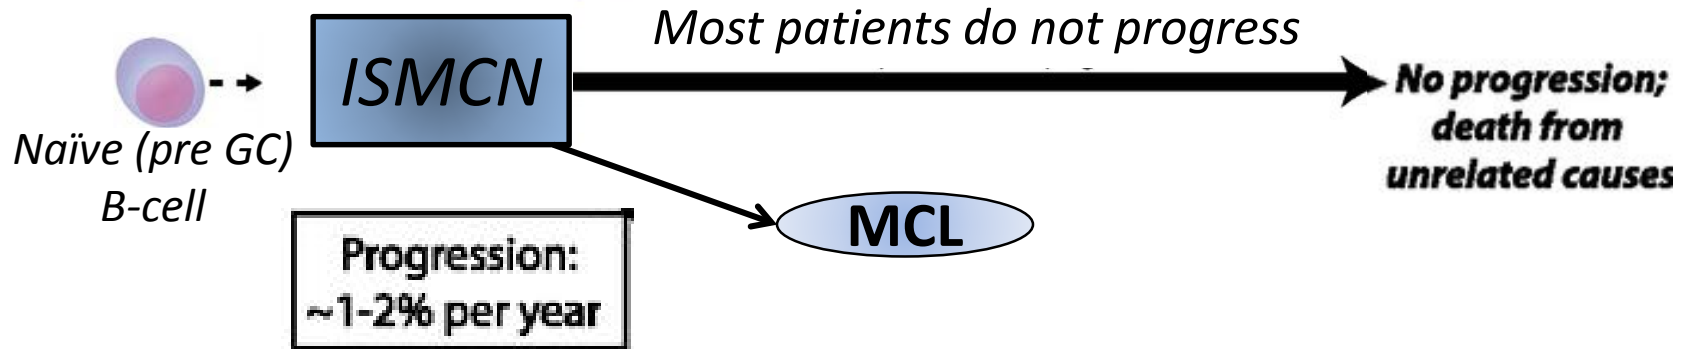 Most patients do not progress
ISMCN
Naïve (pre GC)
B-cell
No progression;
death from
unrelated causes
MCL
Progression:
~1-2% per year